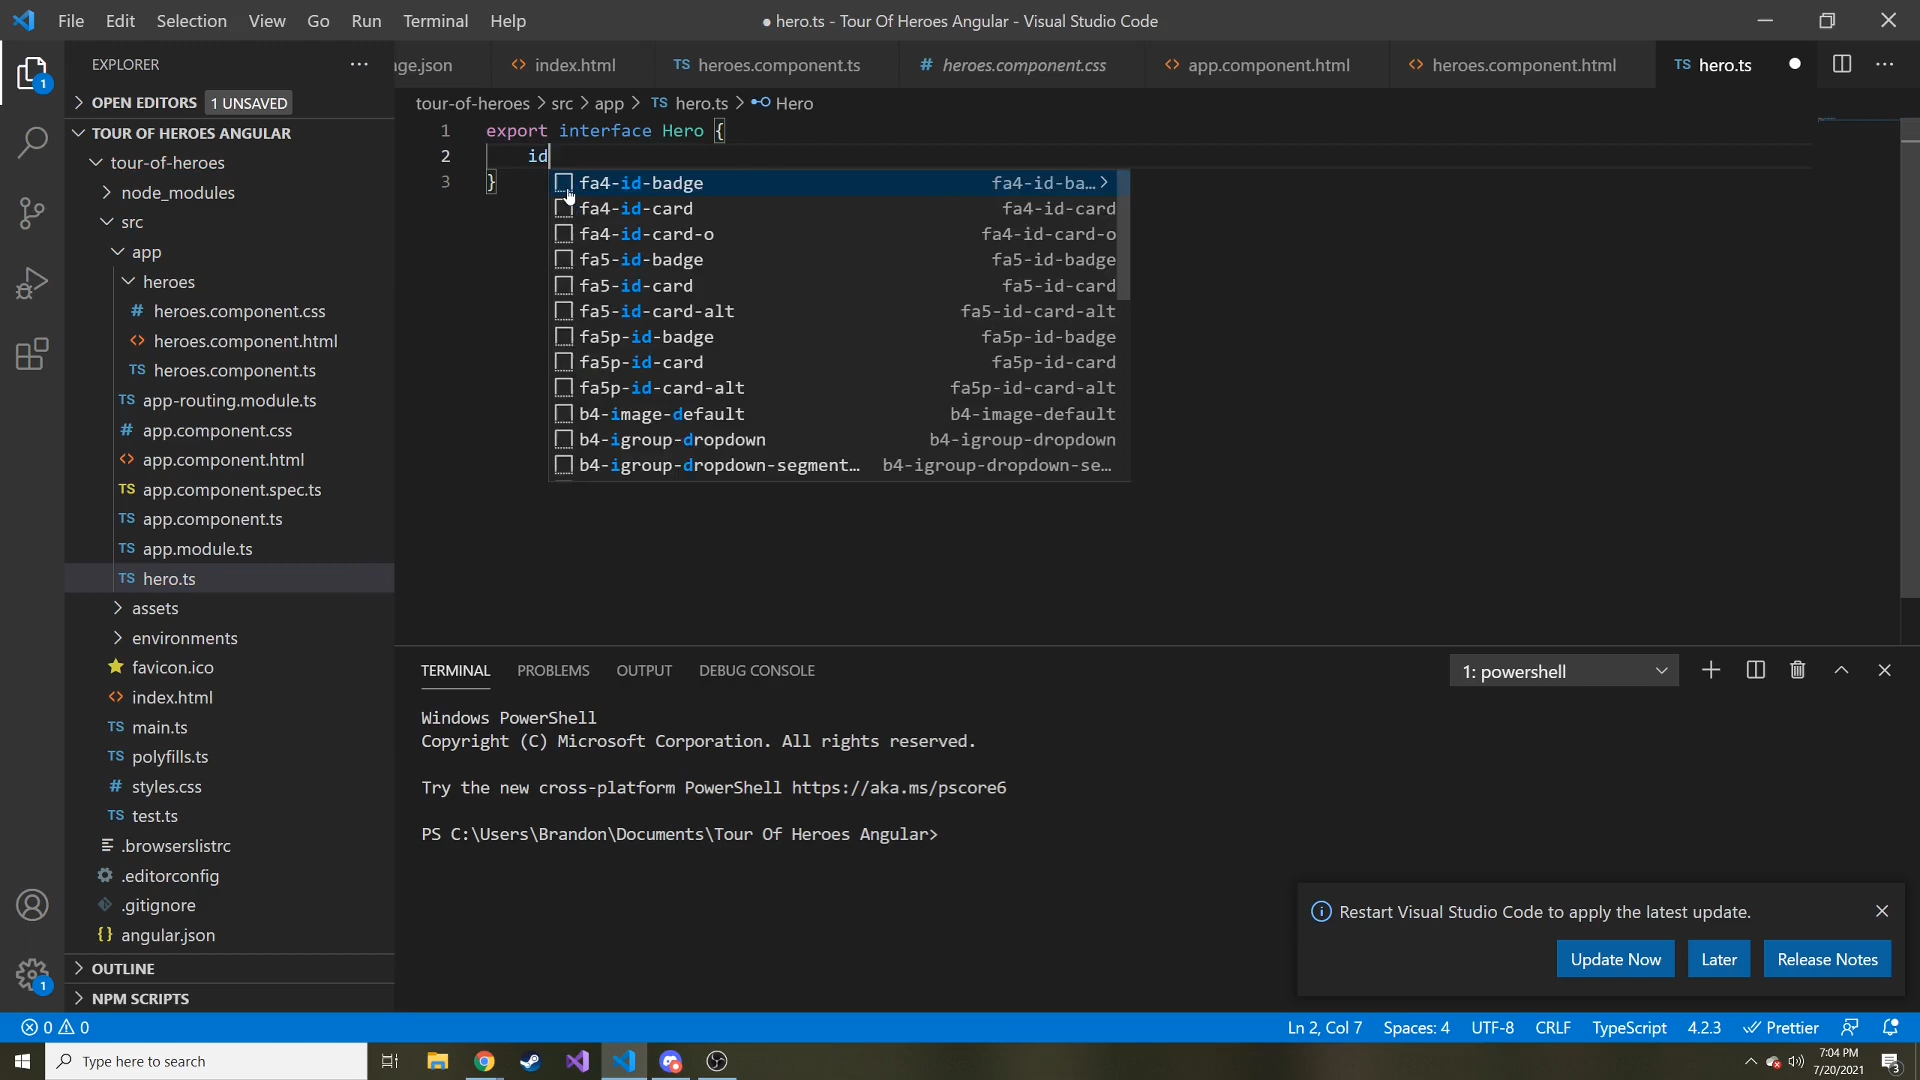 File Edit Selection View Go Run Terminal Help
● hero.ts - Tour Of Heroes Angular - Visual Studio Code
EXPLORER
OPEN EDITORS 1 UNSAVED
TOUR OF HEROES ANGULAR
tour-of-heroes
node_modules
src
app
heroes
# heroes.component.css
<> heroes.component.html
TS heroes.component.ts
TS app-routing.module.ts
# app.component.css
<> app.component.html
TS app.component.spec.ts
TS app.component.ts
TS app.module.ts
TS hero.ts
assets
environments
favicon.ico
<> index.html
TS main.ts
TS polyfills.ts
# styles.css
TS test.ts
.browserslistrc
.editorconfig
.gitignore
{} angular.json
OUTLINE
NPM SCRIPTS
1
1
age.json <> index.html TS heroes.component.ts # heroes.component.css <> app.component.html <> heroes.component.html TS hero.ts
tour-of-heroes > src > app > TS hero.ts > Hero
1 export interface Hero {
2 id
3 }
fa4-id-badge fa4-id-ba...
fa4-id-card fa4-id-card
fa4-id-card-o fa4-id-card-o
fa5-id-badge fa5-id-badge
fa5-id-card fa5-id-card
fa5-id-card-alt fa5-id-card-alt
fa5p-id-badge fa5p-id-badge
fa5p-id-card fa5p-id-card
fa5p-id-card-alt fa5p-id-card-alt
b4-image-default b4-image-default
b4-igroup-dropdown b4-igroup-dropdown
b4-igroup-dropdown-segment... b4-igroup-dropdown-se...
TERMINAL PROBLEMS OUTPUT DEBUG CONSOLE
1: powershell
Windows PowerShell
Copyright (C) Microsoft Corporation. All rights reserved.
Try the new cross-platform PowerShell https://aka.ms/pscore6
PS C:\Users\Brandon\Documents\Tour Of Heroes Angular>
Restart Visual Studio Code to apply the latest update.
Update Now Later Release Notes
0 0
Ln 2, Col 7 Spaces: 4 UTF-8 CRLF TypeScript 4.2.3 Prettier
Type here to search
7:04 PM
7/20/2021
3